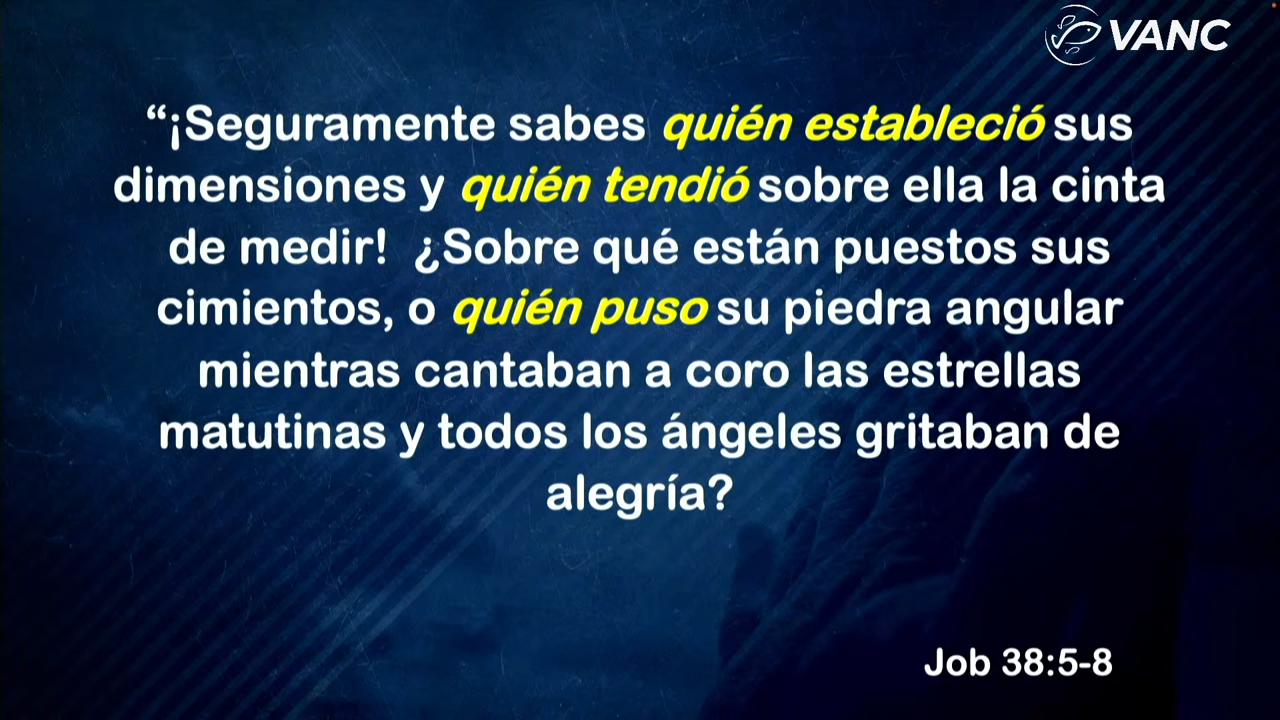 VANC
“¡Seguramente sabes quién estableció sus
dimensiones y quién tendió sobre ella la cinta
de medir! ¿Sobre qué están puestos sus
cimientos, o quién puso su piedra angular
mientras cantaban a coro las estrellas
matutinas y todos los ángeles gritaban de
alegría?
Job 38:5-8